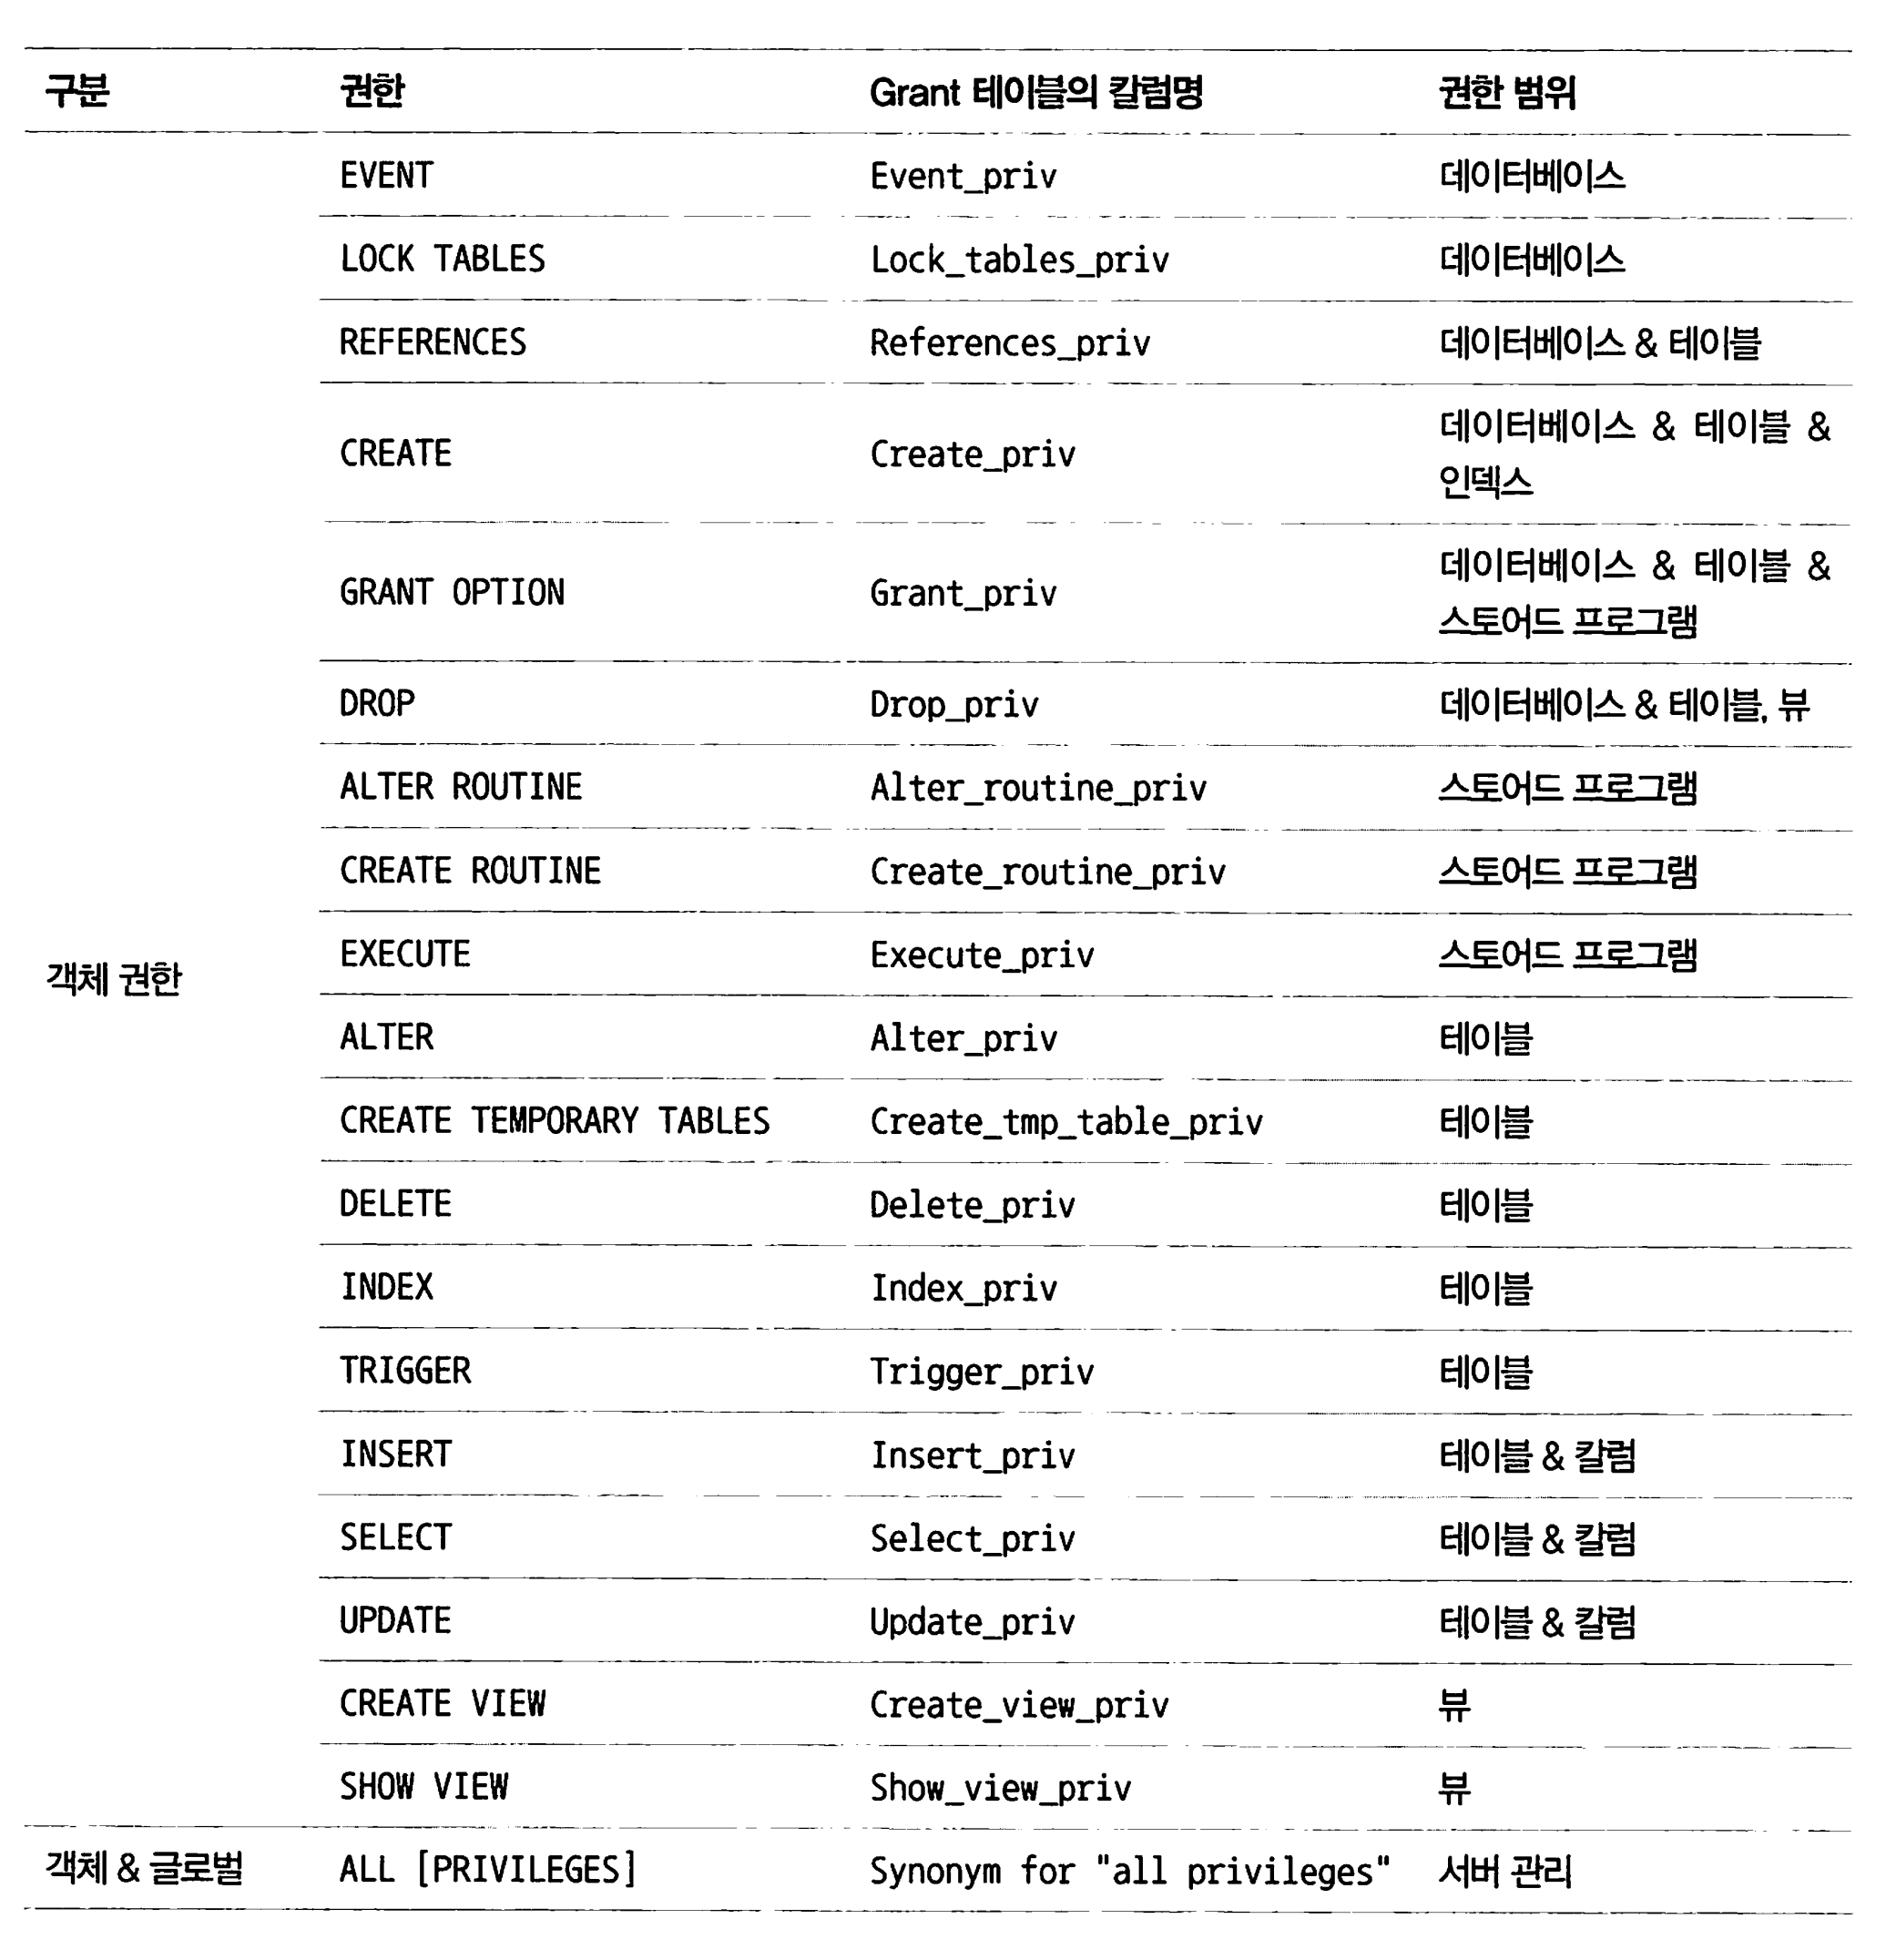 구분 권한 Grant 테이블의 칼럼명 권한 범위
EVENT Event_priv 데이터베이스
LOCK TABLES Lock_tables_priv 데이터베이스
REFERENCES References_priv 데이터베이스 & 테이블
CREATE Create_priv 데이터베이스 & 테이블 &
인덱스
GRANT OPTION Grant_priv 데이터베이스 & 테이블 &
스토어드 프로그램
DROP Drop_priv 데이터베이스 & 테이블, 뷰
ALTER ROUTINE Alter_routine_priv 스토어드 프로그램
CREATE ROUTINE Create_routine_priv 스토어드 프로그램
객체 권한
EXECUTE Execute_priv 스토어드 프로그램
ALTER Alter_priv 테이블
CREATE TEMPORARY TABLES Create_tmp_table_priv 테이블
DELETE Delete_priv 테이블
INDEX Index_priv 테이블
TRIGGER Trigger_priv 테이블
INSERT Insert_priv 테이블 & 칼럼
SELECT Select_priv 테이블 & 칼럼
UPDATE Update_priv 테이블 & 칼럼
CREATE VIEW Create_view_priv 뷰
SHOW VIEW Show_view_priv 뷰
객체 & 글로벌 ALL [PRIVILEGES] Synonym for "all privileges" 서버 관리